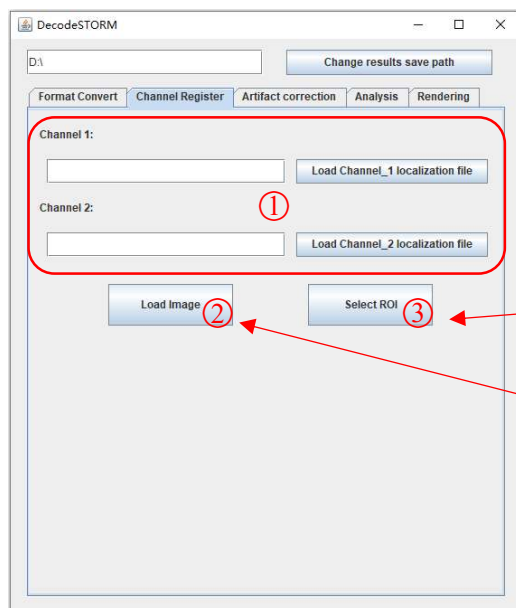 DecodeSTORM
D:\
Change results save path
Format Convert Channel Register Artifact correction Analysis Rendering
Channel 1:
Load Channel_1 localization file
①
Channel 2:
Load Channel_2 localization file
Load Image ② Select ROI ③